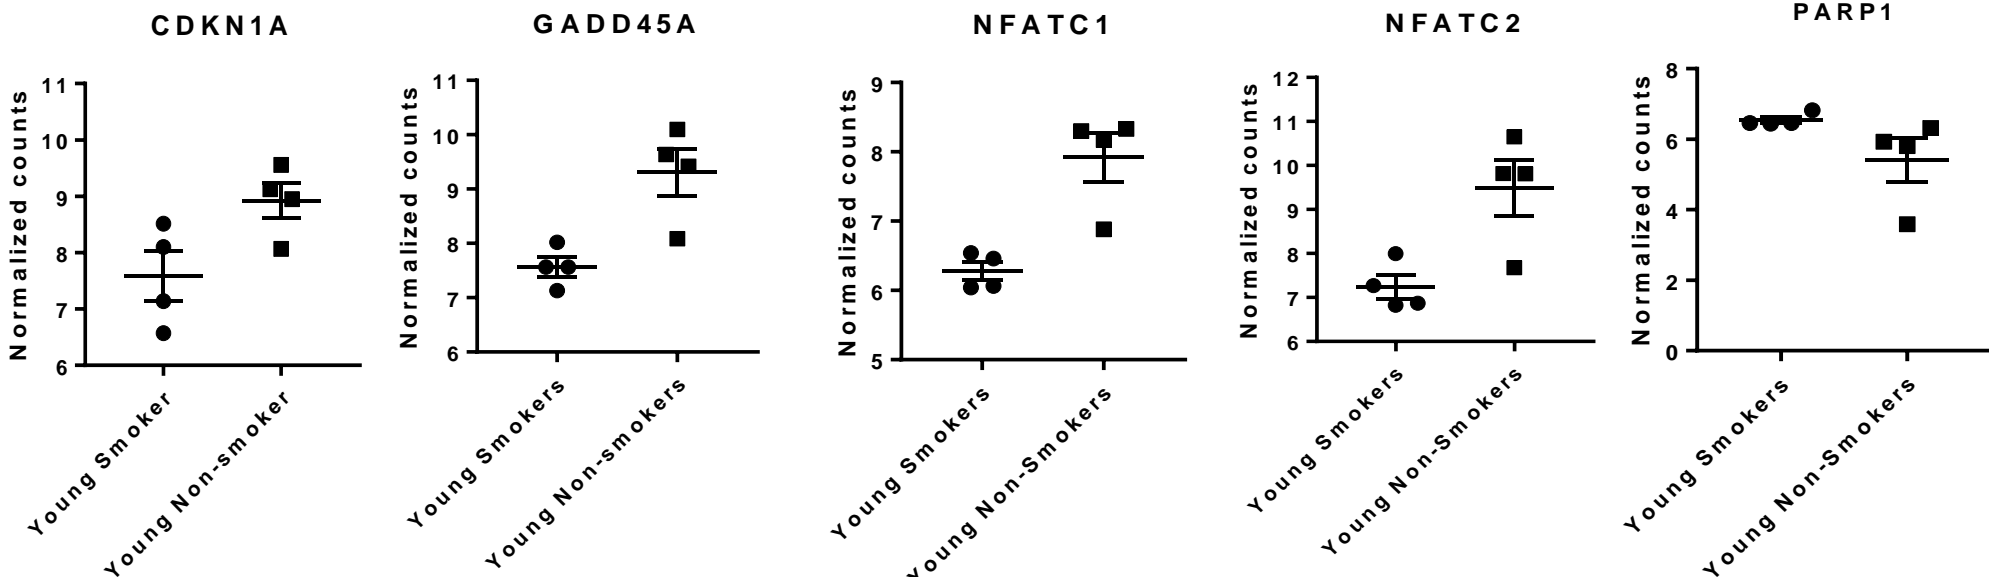 CDKN1A
Normalized counts
11
10
9
8
7
6
Young Smoker
Young Non-smoker
GADD45A
Normalized counts
11
10
9
8
7
6
Young Smokers
Young Non-smokers
NFATC1
Normalized counts
9
8
7
6
5
Young Smokers
Young Non-Smokers
NFATC2
Normalized counts
12
11
10
9
8
7
6
Young Smokers
Young Non-Smokers
PARP1
Normalized counts
8
6
4
2
0
Young Smokers
Young Non-Smokers